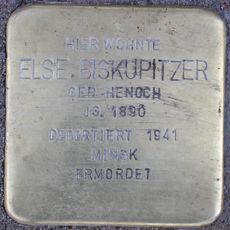 HIER WOHNTE
ELSE BISKUPITZER
GEB. HENOCH
JG. 1890
DEPORTIERT 1941
MINSK
ERMORDET